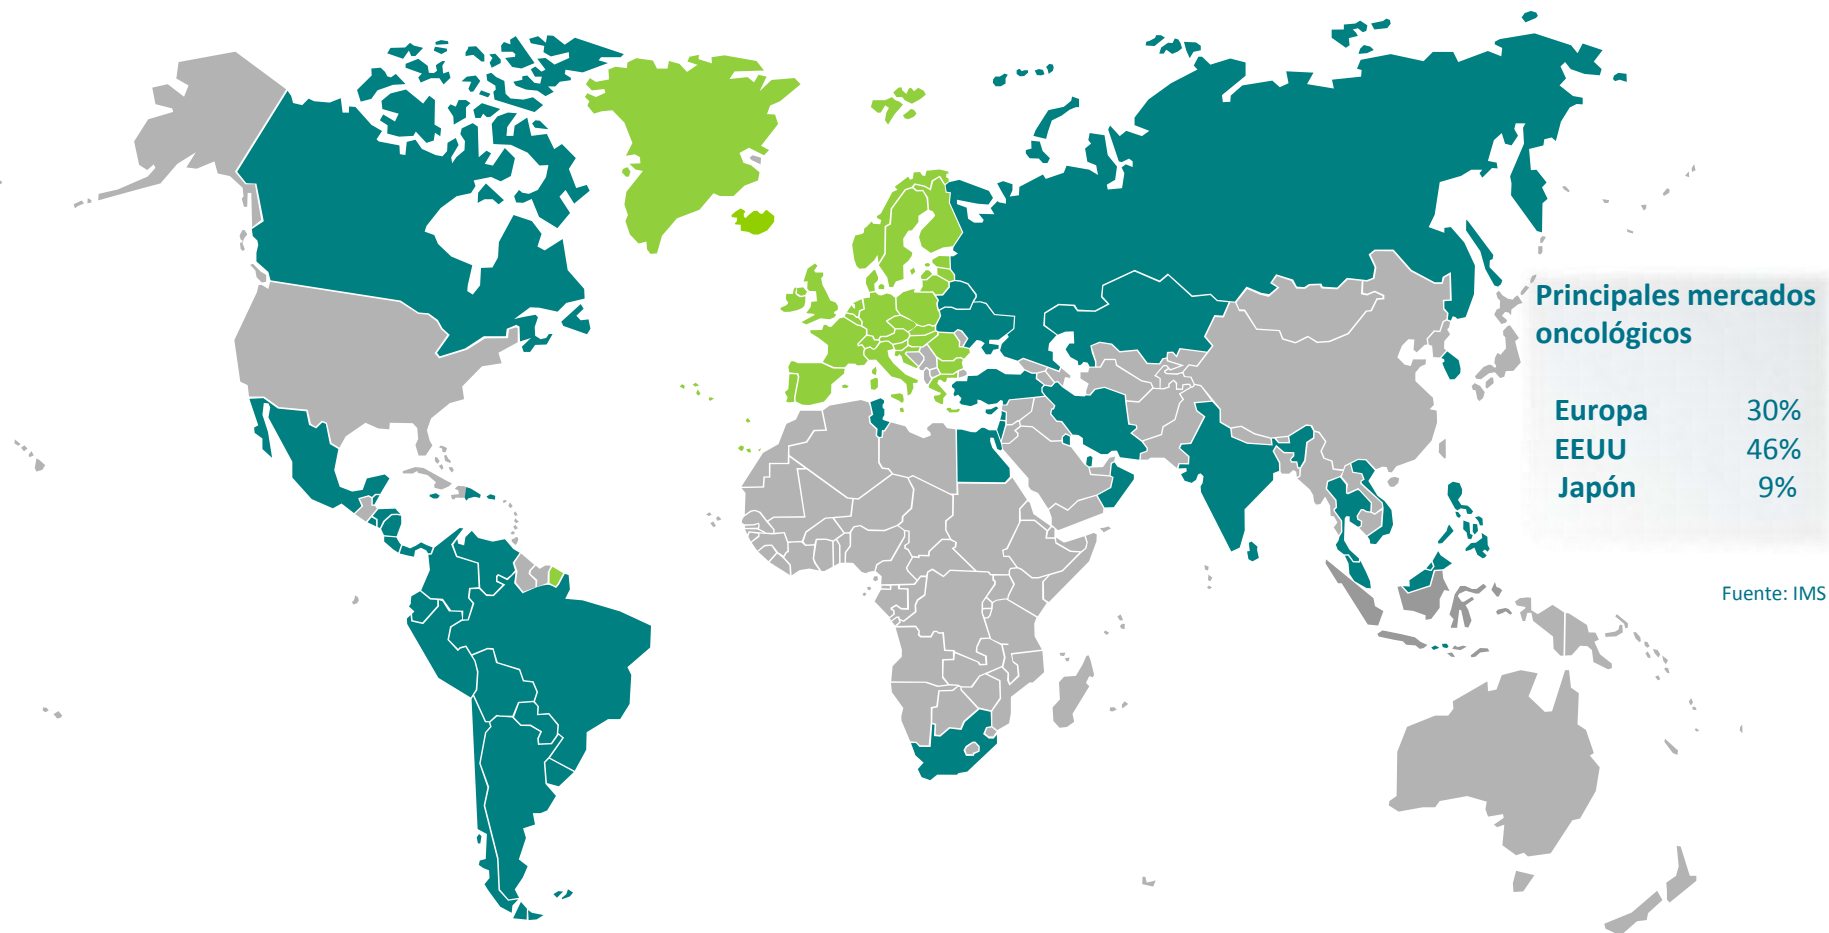 Principales mercados
oncológicos
Europa 30%
EEUU 46%
Japón 9%
Fuente: IMS